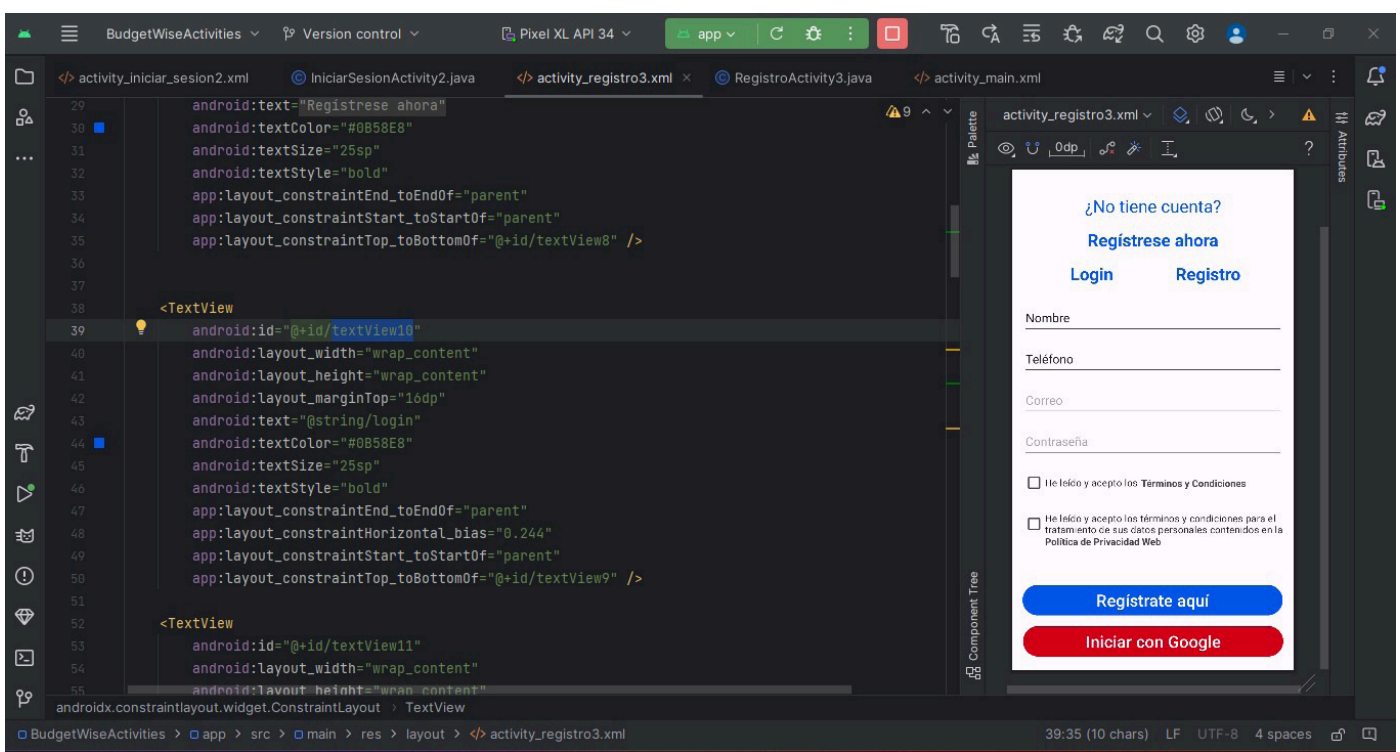 BudgetWiseActivities
Version control
Pixel XL API 34
app
activity_iniciar_sesion2.xml
IniciarSesionActivity2.java
activity_registro3.xml
RegistroActivity3.java
activity_main.xml
29 android:text="Regístrese ahora"
30 android:textColor="#0B58E8"
31 android:textSize="25sp"
32 android:textStyle="bold"
33 app:layout_constraintEnd_toEndOf="parent"
34 app:layout_constraintStart_toStartOf="parent"
35 app:layout_constraintTop_toBottomOf="@+id/textView8" />
36
37
38 <TextView
39 android:id="@+id/textView10"
40 android:layout_width="wrap_content"
41 android:layout_height="wrap_content"
42 android:layout_marginTop="16dp"
43 android:text="@string/login"
44 android:textColor="#0B58E8"
45 android:textSize="25sp"
46 android:textStyle="bold"
47 app:layout_constraintEnd_toEndOf="parent"
48 app:layout_constraintHorizontal_bias="0.244"
49 app:layout_constraintStart_toStartOf="parent"
50 app:layout_constraintTop_toBottomOf="@+id/textView9" />
51
52 <TextView
53 android:id="@+id/textView11"
54 android:layout_width="wrap_content"
55 android:layout_height="wrap_content"
9
Palette
Component Tree
activity_registro3.xml
0dp
?
Attributes
¿No tiene cuenta?
Regístrese ahora
Login Registro
Nombre
Teléfono
Correo
Contraseña
He leído y acepto los Términos y Condiciones
He leído y acepto los términos y condiciones para el
tratamiento de sus datos personales contenidos en la
Política de Privacidad Web
Regístrate aquí
Iniciar con Google
androidx.constraintlayout.widget.ConstraintLayout > TextView
BudgetWiseActivities > app > src > main > res > layout > activity_registro3.xml
39:35 (10 chars) LF UTF-8 4 spaces